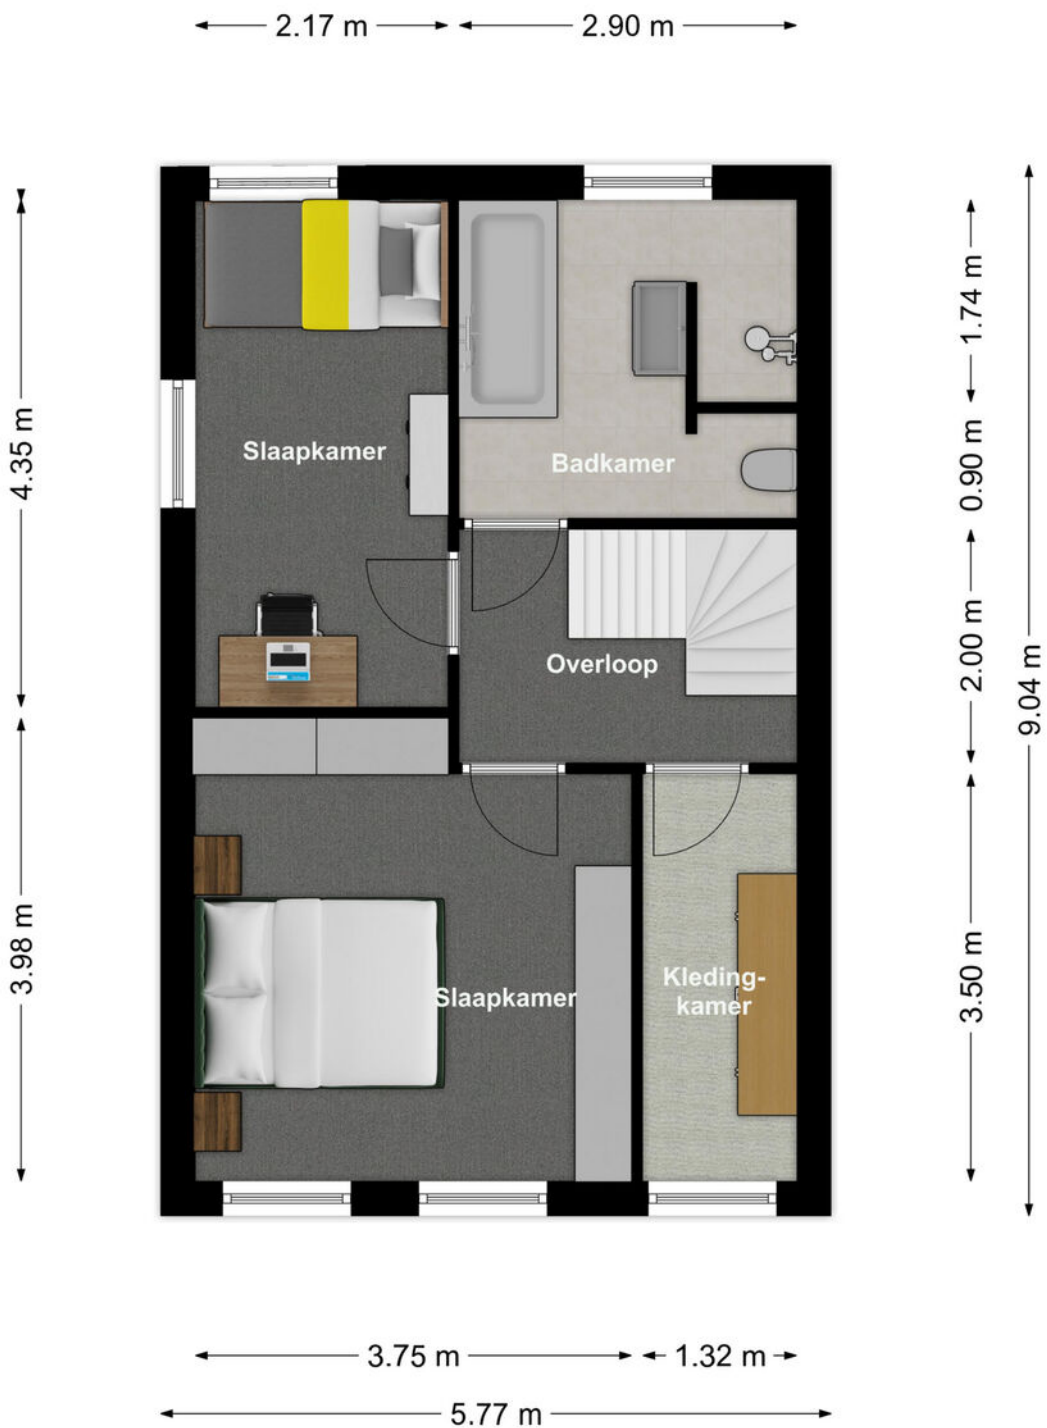 2.17 m
2.90 m
1.74 m
4.35 m
0.90 m
Slaapkamer
Badkamer
2.00 m
9.04 m
Overloop
3.98 m
3.50 m
Slaapkamer
Kleding-
kamer
3.75 m
1.32 m
5.77 m